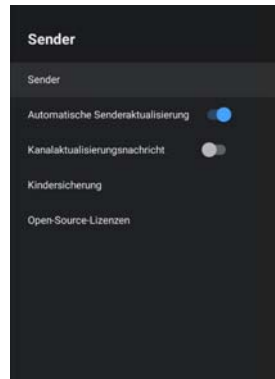 Sender
Sender
Automatische Senderaktualisierung
Kanalaktualisierungsnachricht
Kindersicherung
Open-Source-Lizenzen